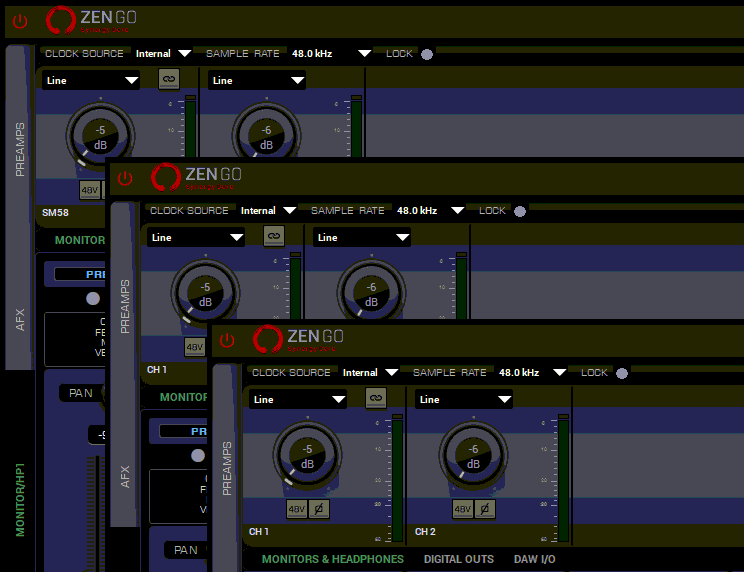 ZEN GO
CLOCK SOURCE Internal SAMPLE RATE 48.0 kHz LOCK
Line Line
-5 dB -6 dB
48V
SM58
MONITOR
PREAMPS
AFX
MONITOR/HP1
PRE
PAN
ZEN GO
CLOCK SOURCE Internal SAMPLE RATE 48.0 kHz LOCK
Line Line
-5 dB -6 dB
48V
CH 1
MONITOR
PREAMPS
AFX
PR
PAN
ZEN GO
CLOCK SOURCE Internal SAMPLE RATE 48.0 kHz LOCK
Line Line
-5 dB -6 dB
48V Ø 48V Ø
CH 1 CH 2
PREAMPS
MONITORS & HEADPHONES DIGITAL OUTS DAW I/O